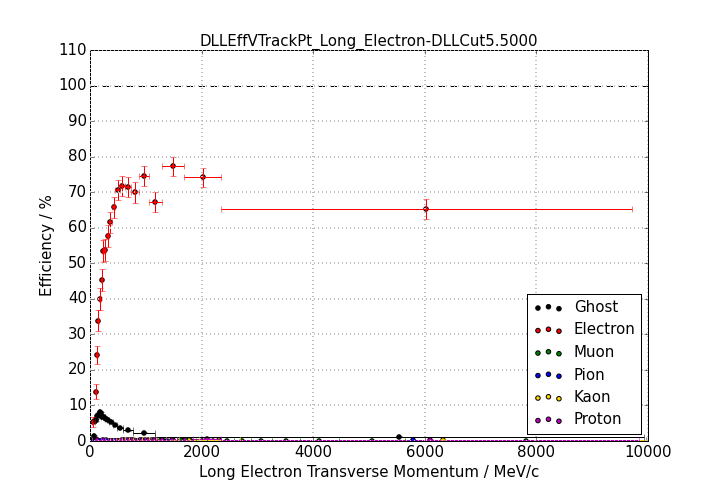 DLLEffVTrackPt_Long_Electron-DLLCut5.5000
110
100
90
80
70
60
50
40
30
20
10
0
Efficiency / %
Ghost
Electron
Muon
Pion
Kaon
Proton
0 2000 4000 6000 8000 10000
Long Electron Transverse Momentum / MeV/c